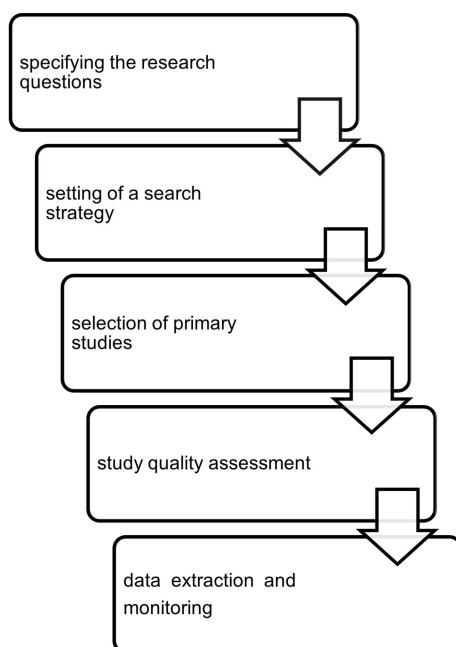 specifying the research
questions
setting of a search
strategy
selection of primary
studies
study quality assessment
data extraction and
monitoring